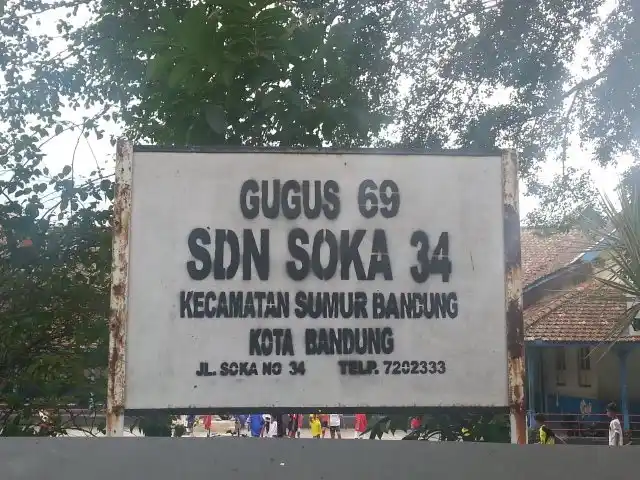 GUGUS 69
SDN SOKA 34
KECAMATAN SUMUR BANDUNG
KOTA BANDUNG
JL. SOKA NO 34 TELP. 7202333